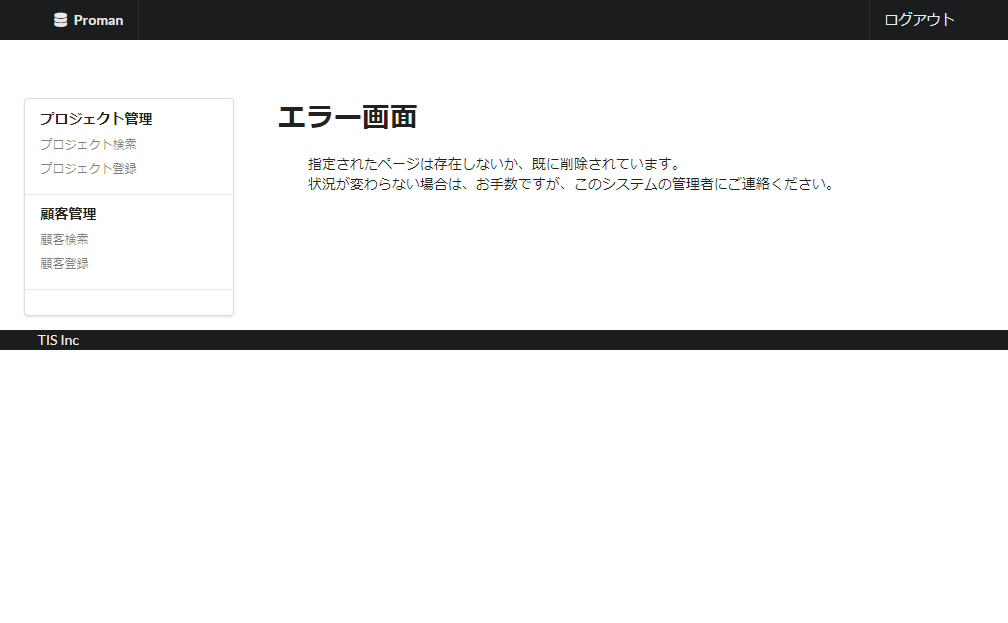 Proman
ログアウト
プロジェクト管理
プロジェクト検索
プロジェクト登録
顧客管理
顧客検索
顧客登録
エラー画面
指定されたページは存在しないか、既に削除されています。
状況が変わらない場合は、お手数ですが、このシステムの管理者にご連絡ください。
TIS Inc